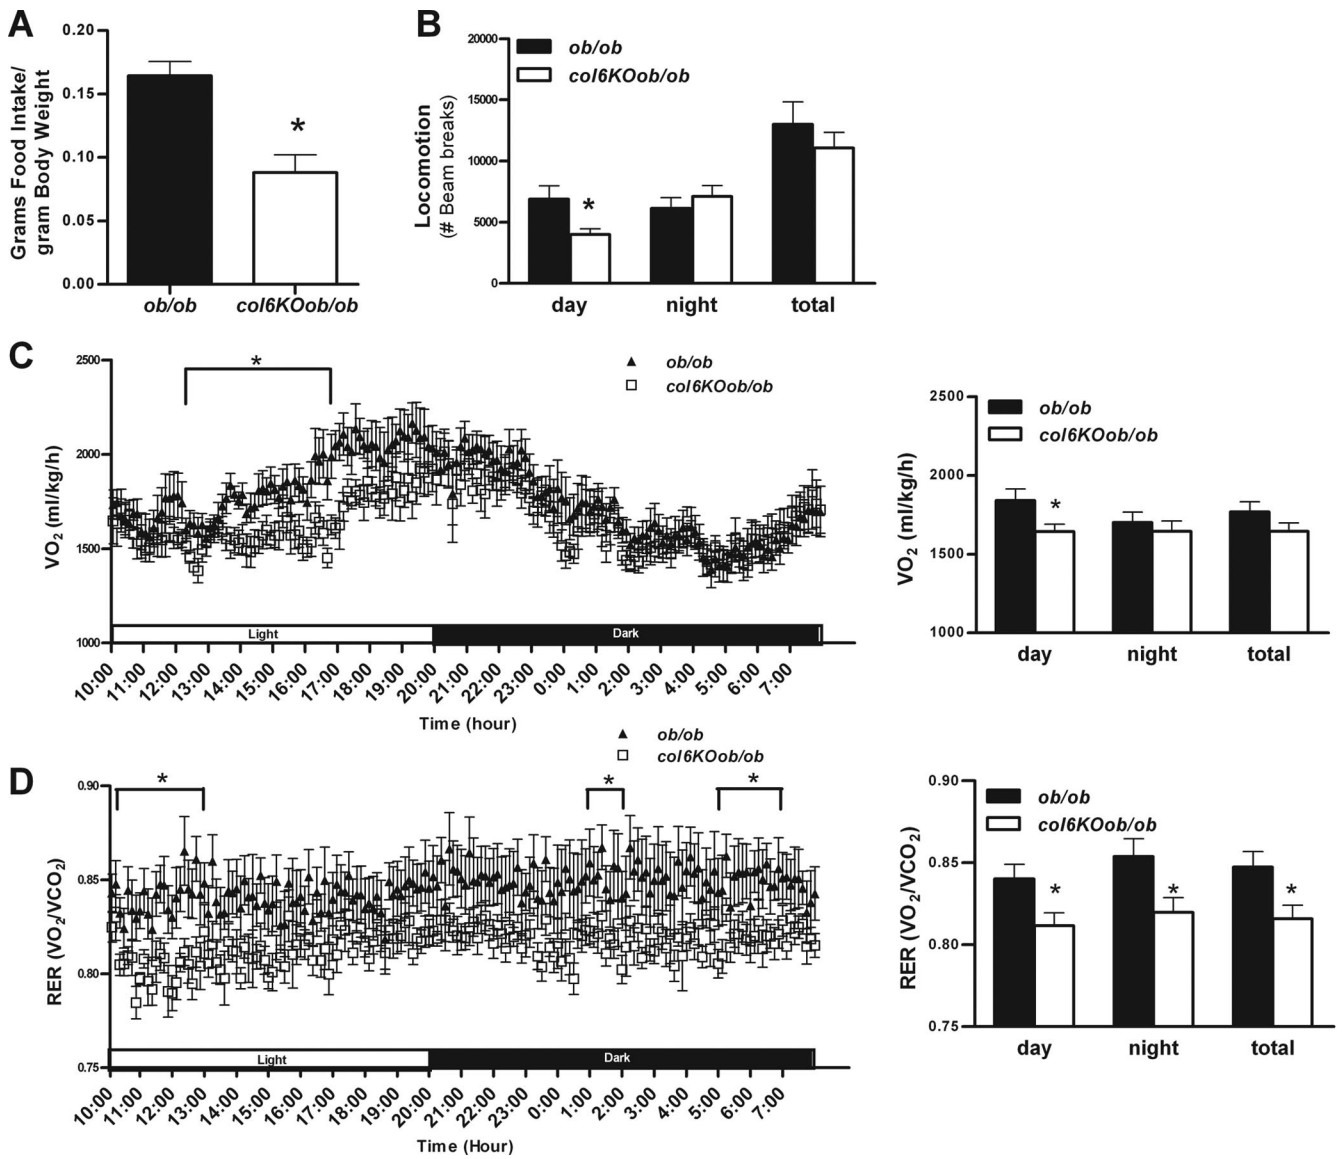 A
Grams Food Intake/
gram Body Weight
0.20
0.15
0.10
0.05
0.00
*
ob/ob
col6KOob/ob
B
Locomotion
(# Beam breaks)
20000
15000
10000
5000
0
ob/ob
col6KOob/ob
*
day
night
total
C
VO2 (ml/kg/h)
2500
2000
1500
1000
*
ob/ob
col6KOob/ob
Light
Dark
10:00
11:00
12:00
13:00
14:00
15:00
16:00
17:00
18:00
19:00
20:00
21:00
22:00
23:00
0:00
1:00
2:00
3:00
4:00
5:00
6:00
7:00
Time (hour)
VO2 (ml/kg/h)
2500
2000
1500
1000
ob/ob
col6KOob/ob
*
day
night
total
D
RER (VO2/VCO2)
0.90
0.85
0.80
0.75
ob/ob
col6KOob/ob
*
*
*
Light
Dark
10:00
11:00
12:00
13:00
14:00
15:00
16:00
17:00
18:00
19:00
20:00
21:00
22:00
23:00
0:00
1:00
2:00
3:00
4:00
5:00
6:00
7:00
Time (Hour)
RER (VO2/VCO2)
0.90
0.85
0.80
0.75
ob/ob
col6KOob/ob
*
*
*
day
night
total